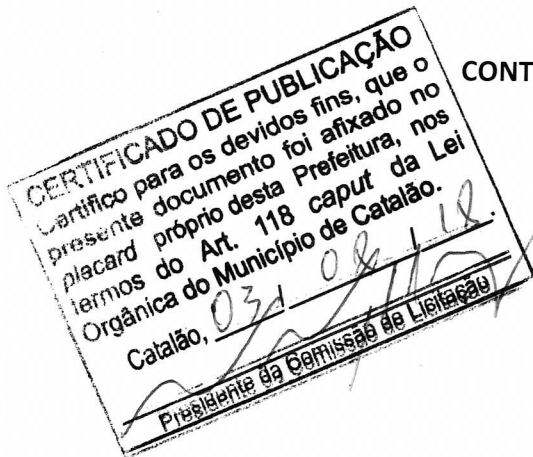 CERTIFICADO DE PUBLICAÇÃO
Certifico para os devidos fins, que o
presente documento foi afixado no
placard próprio desta Prefeitura, nos
termos do Art. 118 caput da Lei
Orgânica do Município de Catalão.
Catalão, 03 / 08 / 18.
Presidente da Comissão de Licitação
CONT